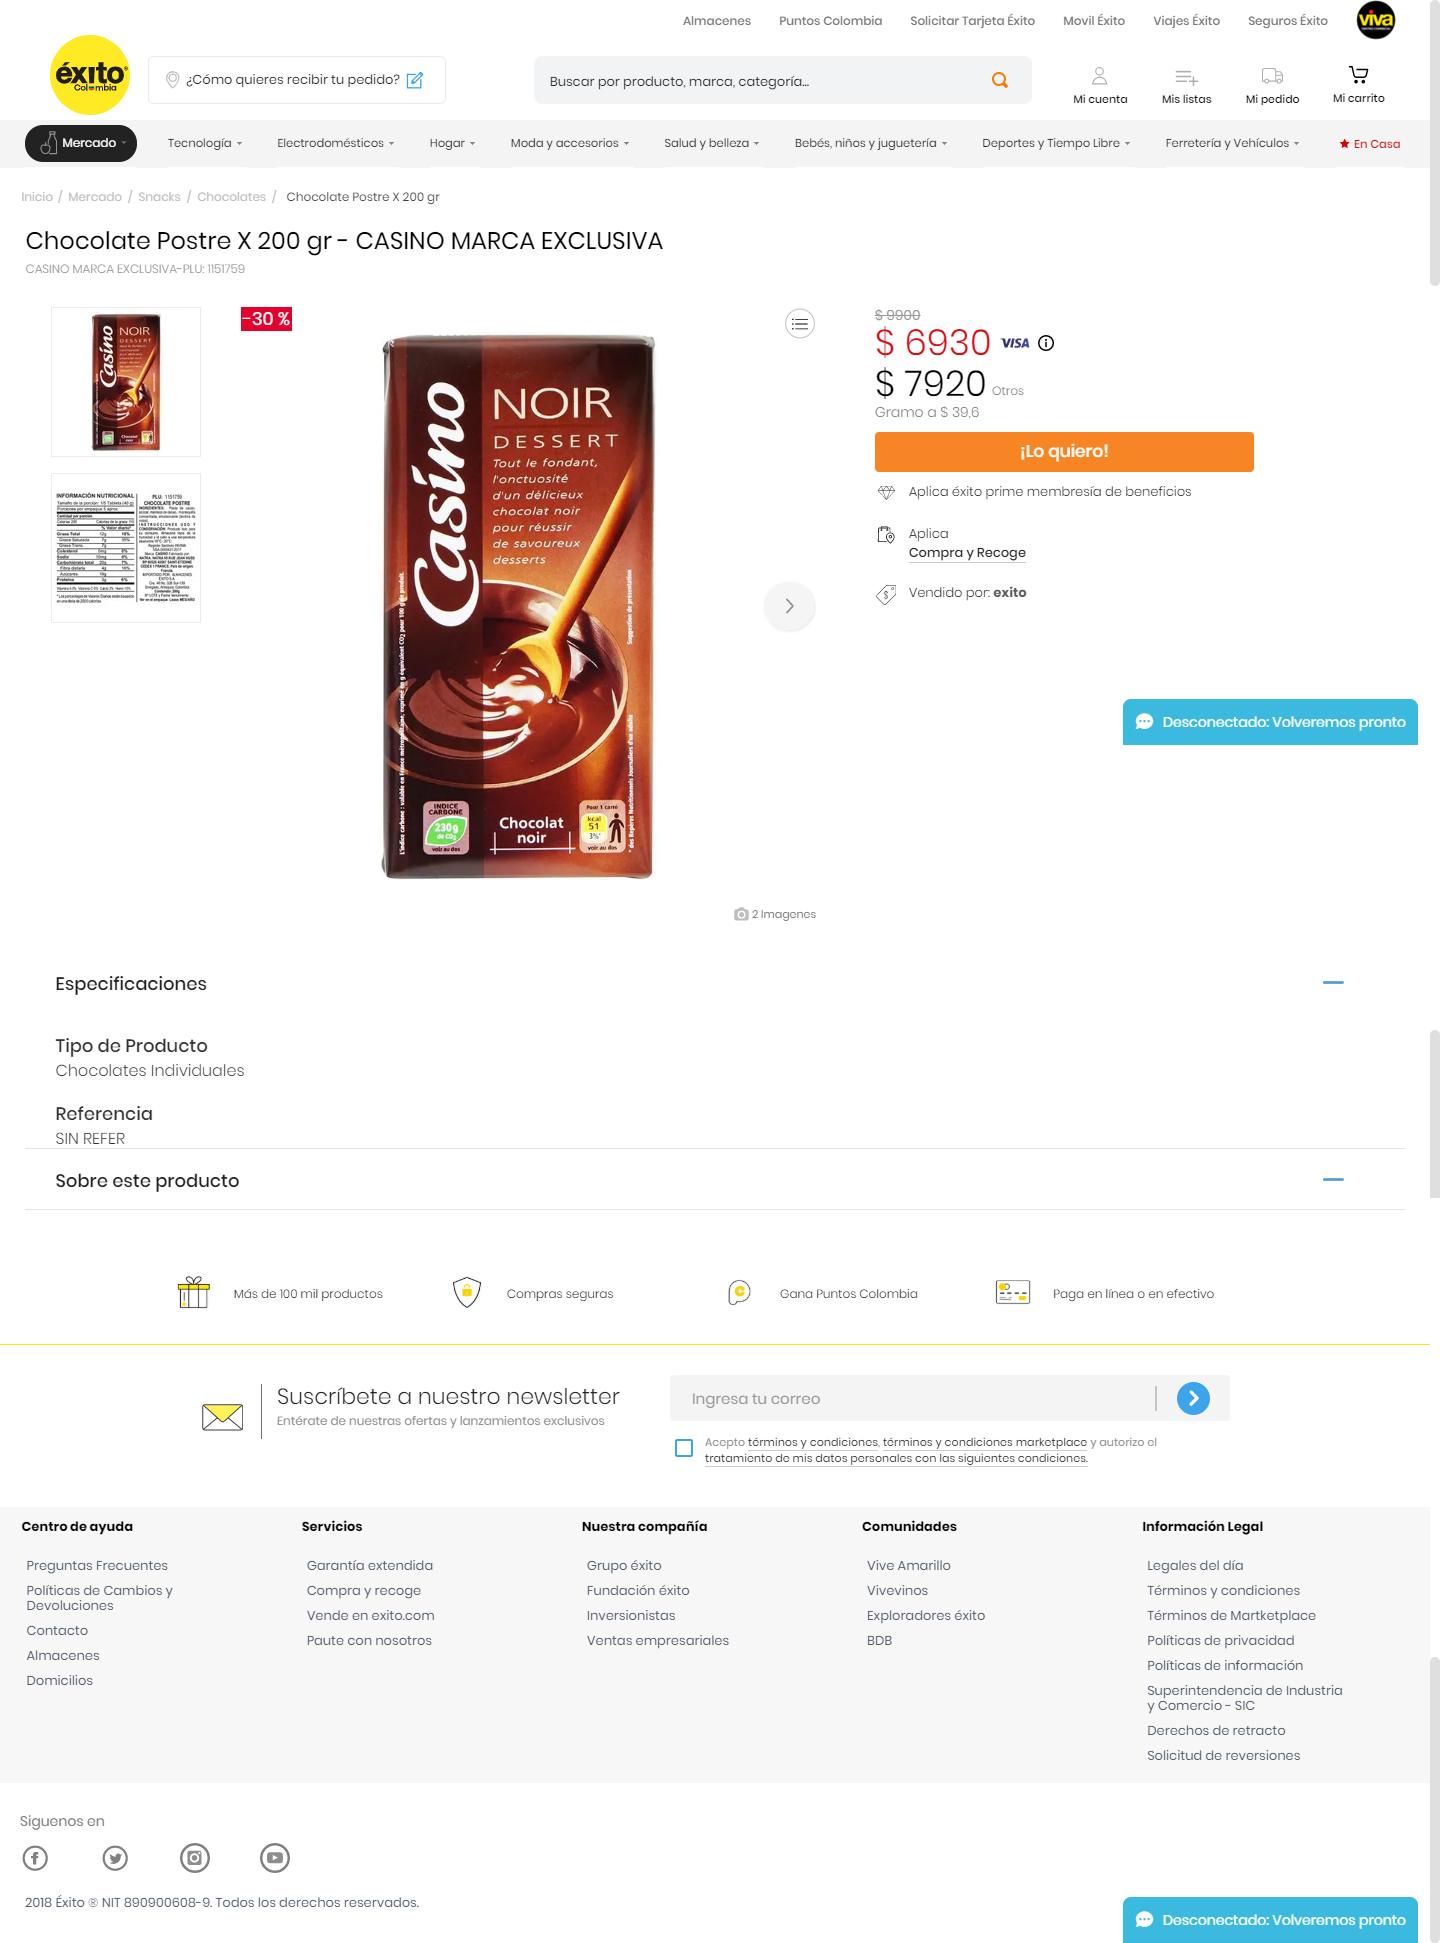 Almacenes
Puntos Colombia
Solicitar Tarjeta Éxito
Movil Éxito
Viajes Éxito
Seguros Éxito
viva
éxito
Colombia
¿Cómo quieres recibir tu pedido?
Buscar por producto, marca, categoría...
Mi cuenta
Mis listas
Mi pedido
Mi carrito
Mercado
Tecnología
Electrodomésticos
Hogar
Moda y accesorios
Salud y belleza
Bebés, niños y juguetería
Deportes y Tiempo Libre
Ferretería y Vehículos
En Casa
Inicio / Mercado / Snacks / Chocolates / Chocolate Postre X 200 gr
Chocolate Postre X 200 gr - CASINO MARCA EXCLUSIVA
CASINO MARCA EXCLUSIVA-PLU: 1151759
-30 %
Casino
NOIR
DESSERT
Tout le fondant,
l'onctuosité
d'un délicieux
chocolat noir
pour réussir
de savoureux
desserts
Suggestion de présentation
INDICE
CARBONE
230g
de CO2
voir au dos
Chocolat
noir
Pour 1 carré
kcal
51
3%*
voir au dos
INFORMACIÓN NUTRICIONAL
PLU: 1151759
CHOCOLATE POSTRE
$ 9900
$ 6930 VISA
$ 7920 Otros
Gramo a $ 39,6
¡Lo quiero!
Aplica éxito prime membresía de beneficios
Aplica
Compra y Recoge
Vendido por: exito
Desconectado: Volveremos pronto
2 Imagenes
Especificaciones
Tipo de Producto
Chocolates Individuales
Referencia
SIN REFER
Sobre este producto
Más de 100 mil productos
Compras seguras
Gana Puntos Colombia
Paga en línea o en efectivo
Suscríbete a nuestro newsletter
Entérate de nuestras ofertas y lanzamientos exclusivos
Ingresa tu correo
Acepto términos y condiciones, términos y condiciones marketplace y autorizo el
tratamiento de mis datos personales con las siguientes condiciones.
Centro de ayuda
Preguntas Frecuentes
Políticas de Cambios y
Devoluciones
Contacto
Almacenes
Domicilios
Servicios
Garantía extendida
Compra y recoge
Vende en exito.com
Paute con nosotros
Nuestra compañía
Grupo éxito
Fundación éxito
Inversionistas
Ventas empresariales
Comunidades
Vive Amarillo
Vivevinos
Exploradores éxito
BDB
Información Legal
Legales del día
Términos y condiciones
Términos de Martketplace
Políticas de privacidad
Políticas de información
Superintendencia de Industria
y Comercio - SIC
Derechos de retracto
Solicitud de reversiones
Siguenos en
2018 Éxito ® NIT 890900608-9. Todos los derechos reservados.
Desconectado: Volveremos pronto